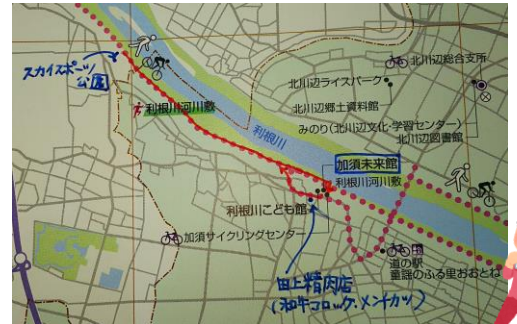 スカイスポーツ
公園
利根川河川敷
利根川
北川辺総合支所
北川辺ライスパーク
北川辺郷土資料館
みのり(北川辺文化・学習センター)
北川辺図書館
加須未来館
利根川河川敷
利根川こども館
加須サイクリングセンター
道の駅
童謡のふる里おおとね
田上精肉店
(和牛コロッケ・メンチカツ)